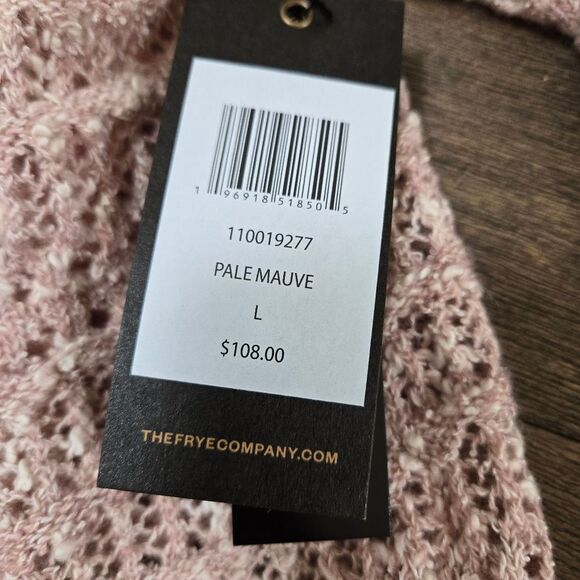 1 96918 51850 5
110019277
PALE MAUVE
L
$108.00
THEFRYECOMPANY.COM